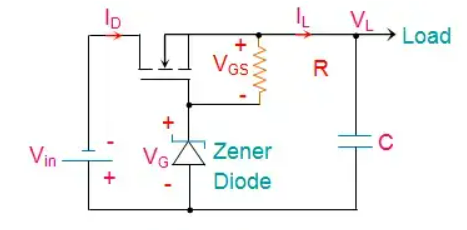 I_D
I_L
V_L
Load
+
V_GS
-
R
+
-
V_in
+
V_G
Zener
Diode
-
C